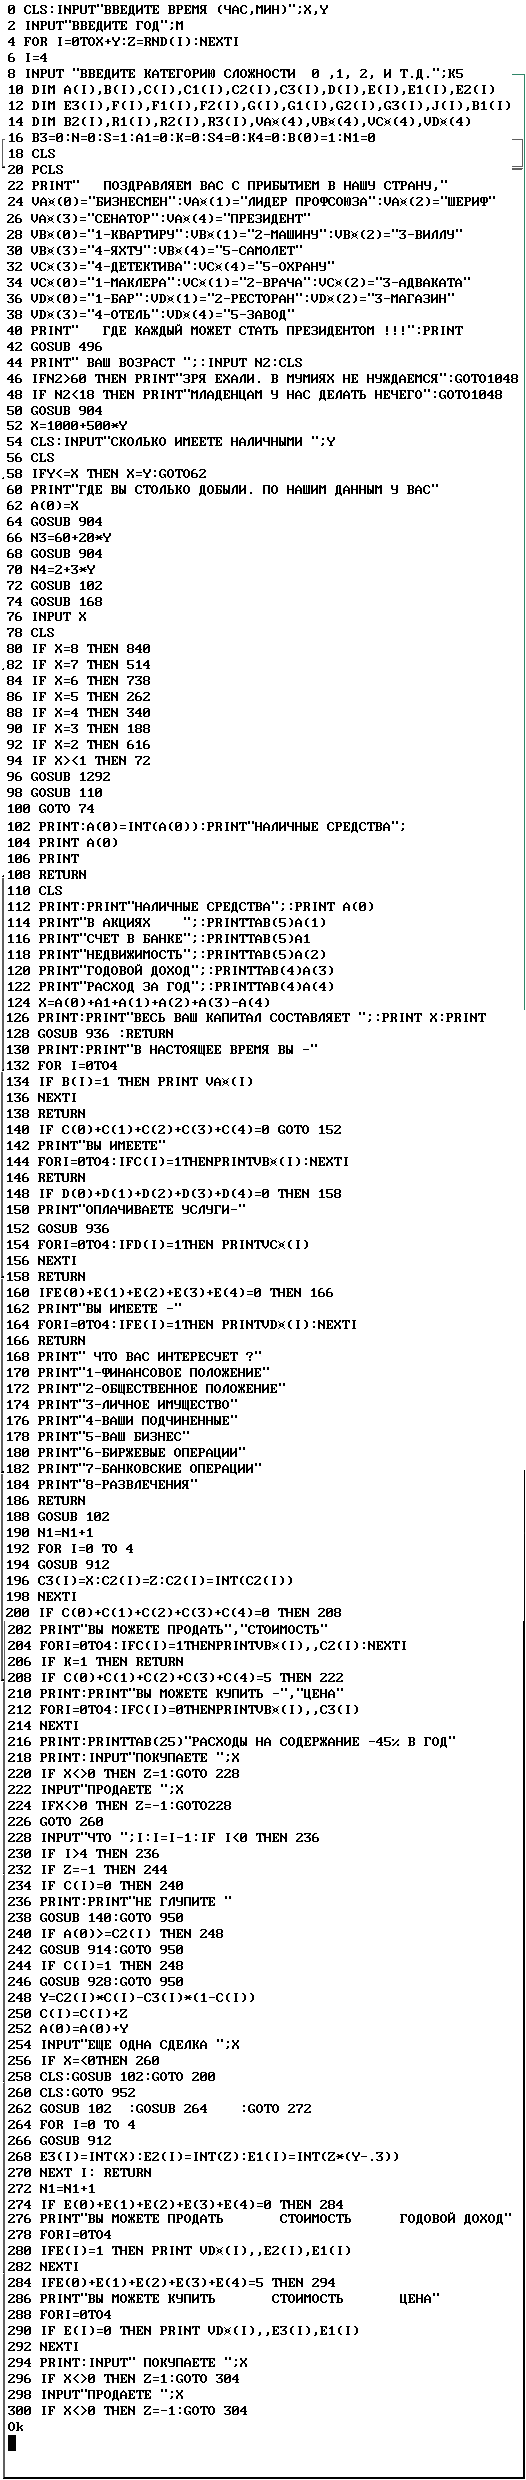 0 CLS:INPUT"ВВЕДИТЕ ВРЕМЯ (ЧАС,МИН)";X,Y
2 INPUT"ВВЕДИТЕ ГОД";M
4 FOR I=0TOX+Y:Z=RND(I):NEXTI
6 I=4
8 INPUT "ВВЕДИТЕ КАТЕГОРИЮ СЛОЖНОСТИ  0 ,1, 2, И Т.Д.";K5
10 DIM A(I),B(I),C(I),C1(I),C2(I),C3(I),D(I),E(I),E1(I),E2(I)
12 DIM E3(I),F(I),F1(I),F2(I),G(I),G1(I),G2(I),G3(I),J(I),B1(I)
14 DIM B2(I),R1(I),R2(I),R3(I),VA¤(4),VB¤(4),VC¤(4),VD¤(4)
16 B3=0:N=0:S=1:A1=0:K=0:S4=0:K4=0:B(0)=1:N1=0
18 CLS
20 PCLS
22 PRINT"   ПОЗДРАВЛЯЕМ ВАС С ПРИБЫТИЕМ В НАШУ СТРАНУ,"
24 VA¤(0)="БИЗНЕСМЕН":VA¤(1)="ЛИДЕР ПРОФСОЮЗА":VA¤(2)="ШЕРИФ"
26 VA¤(3)="СЕНАТОР":VA¤(4)="ПРЕЗИДЕНТ"
28 VB¤(0)="1-КВАРТИРУ":VB¤(1)="2-МАШИНУ":VB¤(2)="3-ВИЛЛУ"
30 VB¤(3)="4-ЯХТУ":VB¤(4)="5-САМОЛЕТ"
32 VC¤(3)="4-ДЕТЕКТИВА":VC¤(4)="5-ОХРАНУ"
34 VC¤(0)="1-МАКЛЕРА":VC¤(1)="2-ВРАЧА":VC¤(2)="3-АДВАКАТА"
36 VD¤(0)="1-БАР":VD¤(1)="2-РЕСТОРАН":VD¤(2)="3-МАГАЗИН"
38 VD¤(3)="4-ОТЕЛЬ":VD¤(4)="5-ЗАВОД"
40 PRINT"   ГДЕ КАЖДЫЙ МОЖЕТ СТАТЬ ПРЕЗИДЕНТОМ !!!":PRINT
42 GOSUB 496
44 PRINT" ВАШ ВОЗРАСТ ";:INPUT N2:CLS
46 IFN2>60 THEN PRINT"ЗРЯ ЕХАЛИ. В МУМИЯХ НЕ НУЖДАЕМСЯ":GOTO1048
48 IF N2<18 THEN PRINT"МЛАДЕНЦАМ У НАС ДЕЛАТЬ НЕЧЕГО":GOTO1048
50 GOSUB 904
52 X=1000+500*Y
54 CLS:INPUT"СКОЛЬКО ИМЕЕТЕ НАЛИЧНЫМИ ";Y
56 CLS
58 IFY<=X THEN X=Y:GOTO62
60 PRINT"ГДЕ ВЫ СТОЛЬКО ДОБЫЛИ. ПО НАШИМ ДАННЫМ У ВАС"
62 A(0)=X
64 GOSUB 904
66 N3=60+20*Y
68 GOSUB 904
70 N4=2+3*Y
72 GOSUB 102
74 GOSUB 168
76 INPUT X
78 CLS
80 IF X=8 THEN 840
82 IF X=7 THEN 514
84 IF X=6 THEN 738
86 IF X=5 THEN 262
88 IF X=4 THEN 340
90 IF X=3 THEN 188
92 IF X=2 THEN 616
94 IF X><1 THEN 72
96 GOSUB 1292
98 GOSUB 110
100 GOTO 74
102 PRINT:A(0)=INT(A(0)):PRINT"НАЛИЧНЫЕ СРЕДСТВА";
104 PRINT A(0)
106 PRINT
108 RETURN
110 CLS
112 PRINT:PRINT"НАЛИЧНЫЕ СРЕДСТВА";:PRINT A(0)
114 PRINT"В АКЦИЯХ    ";:PRINTTAB(5)A(1)
116 PRINT"СЧЕТ В БАНКЕ";:PRINTTAB(5)A1
118 PRINT"НЕДВИЖИМОСТЬ";:PRINTTAB(5)A(2)
120 PRINT"ГОДОВОЙ ДОХОД";:PRINTTAB(4)A(3)
122 PRINT"РАСХОД ЗА ГОД";:PRINTTAB(4)A(4)
124 X=A(0)+A1+A(1)+A(2)+A(3)-A(4)
126 PRINT:PRINT"ВЕСЬ ВАШ КАПИТАЛ СОСТАВЛЯЕТ ";:PRINT X:PRINT
128 GOSUB 936 :RETURN
130 PRINT:PRINT"В НАСТОЯЩЕЕ ВРЕМЯ ВЫ -"
132 FOR I=0TO4
134 IF B(I)=1 THEN PRINT VA¤(I)
136 NEXTI
138 RETURN
140 IF C(0)+C(1)+C(2)+C(3)+C(4)=0 GOTO 152
142 PRINT"ВЫ ИМЕЕТЕ"
144 FORI=0TO4:IFC(I)=1THENPRINTVB¤(I):NEXTI
146 RETURN
148 IF D(0)+D(1)+D(2)+D(3)+D(4)=0 THEN 158
150 PRINT"ОПЛАЧИВАЕТЕ УСЛУГИ-"
152 GOSUB 936
154 FORI=0TO4:IFD(I)=1THEN PRINTVC¤(I)
156 NEXTI
158 RETURN
160 IFE(0)+E(1)+E(2)+E(3)+E(4)=0 THEN 166
162 PRINT"ВЫ ИМЕЕТЕ -"
164 FORI=0TO4:IFE(I)=1THEN PRINTVD¤(I):NEXTI
166 RETURN
168 PRINT" ЧТО ВАС ИНТЕРЕСУЕТ ?"
170 PRINT"1-ФИНАНСОВОЕ ПОЛОЖЕНИЕ"
172 PRINT"2-ОБЩЕСТВЕННОЕ ПОЛОЖЕНИЕ"
174 PRINT"3-ЛИЧНОЕ ИМУЩЕСТВО"
176 PRINT"4-ВАШИ ПОДЧИНЕННЫЕ"
178 PRINT"5-ВАШ БИЗНЕС"
180 PRINT"6-БИРЖЕВЫЕ ОПЕРАЦИИ"
182 PRINT"7-БАНКОВСКИЕ ОПЕРАЦИИ"
184 PRINT"8-РАЗВЛЕЧЕНИЯ"
186 RETURN
188 GOSUB 102
190 N1=N1+1
192 FOR I=0 TO 4
194 GOSUB 912
196 C3(I)=X:C2(I)=Z:C2(I)=INT(C2(I))
198 NEXTI
200 IF C(0)+C(1)+C(2)+C(3)+C(4)=0 THEN 208
202 PRINT"ВЫ МОЖЕТЕ ПРОДАТЬ","СТОИМОСТЬ"
204 FORI=0TO4:IFC(I)=1THENPRINTVB¤(I),,C2(I):NEXTI
206 IF K=1 THEN RETURN
208 IF C(0)+C(1)+C(2)+C(3)+C(4)=5 THEN 222
210 PRINT:PRINT"ВЫ МОЖЕТЕ КУПИТЬ -","ЦЕНА"
212 FORI=0TO4:IFC(I)=0THENPRINTVB¤(I),,C3(I)
214 NEXTI
216 PRINT:PRINTTAB(25)"РАСХОДЫ НА СОДЕРЖАНИЕ -45% В ГОД"
218 PRINT:INPUT"ПОКУПАЕТЕ ";X
220 IF X<>0 THEN Z=1:GOTO 228
222 INPUT"ПРОДАЕТЕ ";X
224 IFX<>0 THEN Z=-1:GOTO228
226 GOTO 260
228 INPUT"ЧТО ";I:I=I-1:IF I<0 THEN 236
230 IF I>4 THEN 236
232 IF Z=-1 THEN 244
234 IF C(I)=0 THEN 240
236 PRINT:PRINT"НЕ ГЛУПИТЕ "
238 GOSUB 140:GOTO 950
240 IF A(0)>=C2(I) THEN 248
242 GOSUB 914:GOTO 950
244 IF C(I)=1 THEN 248
246 GOSUB 928:GOTO 950
248 Y=C2(I)*C(I)-C3(I)*(1-C(I))
250 C(I)=C(I)+Z
252 A(0)=A(0)+Y
254 INPUT"ЕЩЕ ОДНА СДЕЛКА ";X
256 IF X=<0THEN 260
258 CLS:GOSUB 102:GOTO 200
260 CLS:GOTO 952
262 GOSUB 102  :GOSUB 264     :GOTO 272
264 FOR I=0 TO 4
266 GOSUB 912
268 E3(I)=INT(X):E2(I)=INT(Z):E1(I)=INT(Z*(Y-.3))
270 NEXT I: RETURN
272 N1=N1+1
274 IF E(0)+E(1)+E(2)+E(3)+E(4)=0 THEN 284
276 PRINT"ВЫ МОЖЕТЕ ПРОДАТЬ       СТОИМОСТЬ      ГОДОВОЙ ДОХОД"
278 FORI=0TO4
280 IFE(I)=1 THEN PRINT VD¤(I),,E2(I),E1(I)
282 NEXTI
284 IFE(0)+E(1)+E(2)+E(3)+E(4)=5 THEN 294
286 PRINT"ВЫ МОЖЕТЕ КУПИТЬ       СТОИМОСТЬ      ЦЕНА"
288 FORI=0TO4
290 IF E(I)=0 THEN PRINT VD¤(I),,E3(I),E1(I)
292 NEXTI
294 PRINT:INPUT" ПОКУПАЕТЕ ";X
296 IF X<>0 THEN Z=1:GOTO 304
298 INPUT"ПРОДАЕТЕ ";X
300 IF X<>0 THEN Z=-1:GOTO 304
Ok